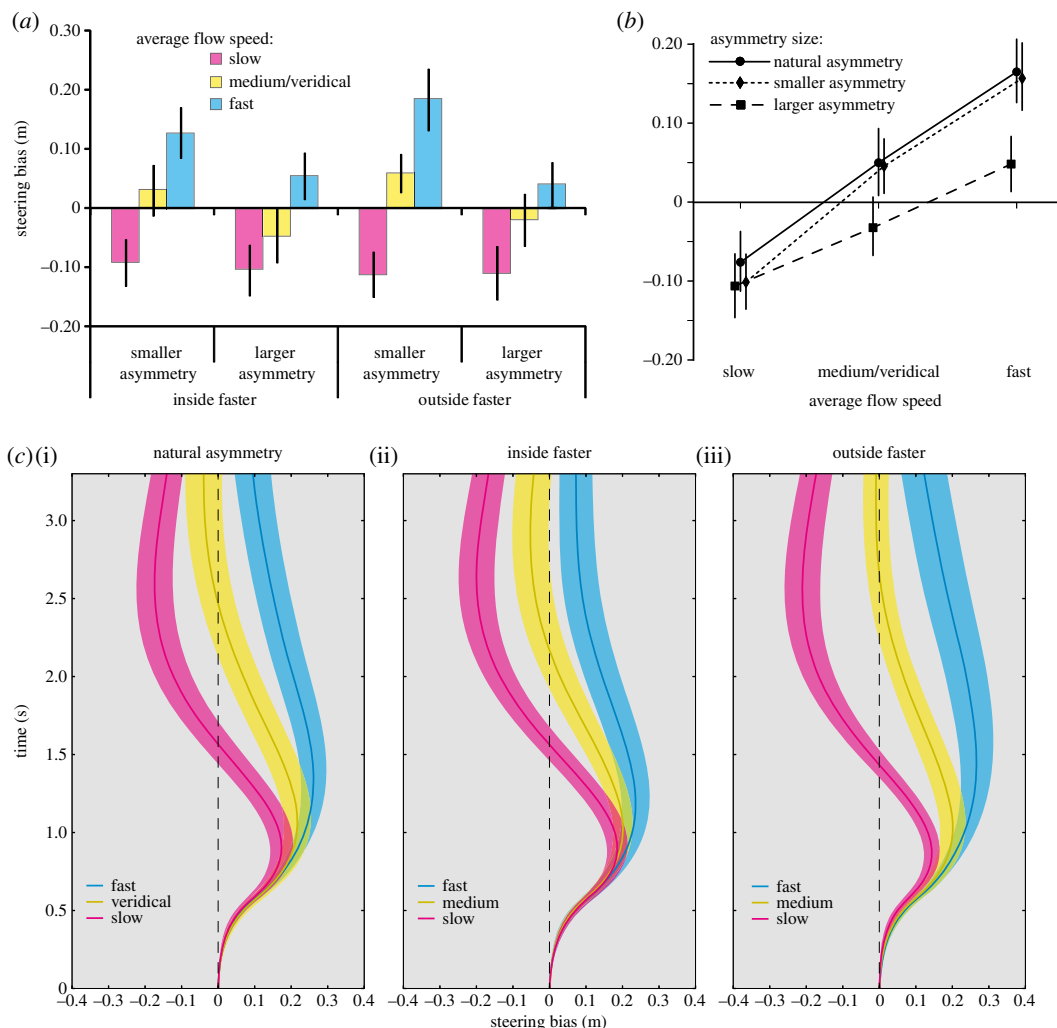 (a)
0.30
0.20
0.10
0
−0.10
−0.20
steering bias (m)
average flow speed:
slow
medium/veridical
fast
smaller asymmetry
larger asymmetry
smaller asymmetry
larger asymmetry
inside faster
outside faster
(b)
0.20
0.10
0
−0.10
−0.20
asymmetry size:
natural asymmetry
smaller asymmetry
larger asymmetry
slow
medium/veridical
fast
average flow speed
(c) (i)
natural asymmetry
3.0
2.5
2.0
1.5
1.0
0.5
0
time (s)
fast
veridical
slow
−0.4 −0.3 −0.2 −0.1 0 0.1 0.2 0.3 0.4
(ii)
inside faster
fast
medium
slow
−0.4 −0.3 −0.2 −0.1 0 0.1 0.2 0.3 0.4
steering bias (m)
(iii)
outside faster
fast
medium
slow
−0.4 −0.3 −0.2 −0.1 0 0.1 0.2 0.3 0.4